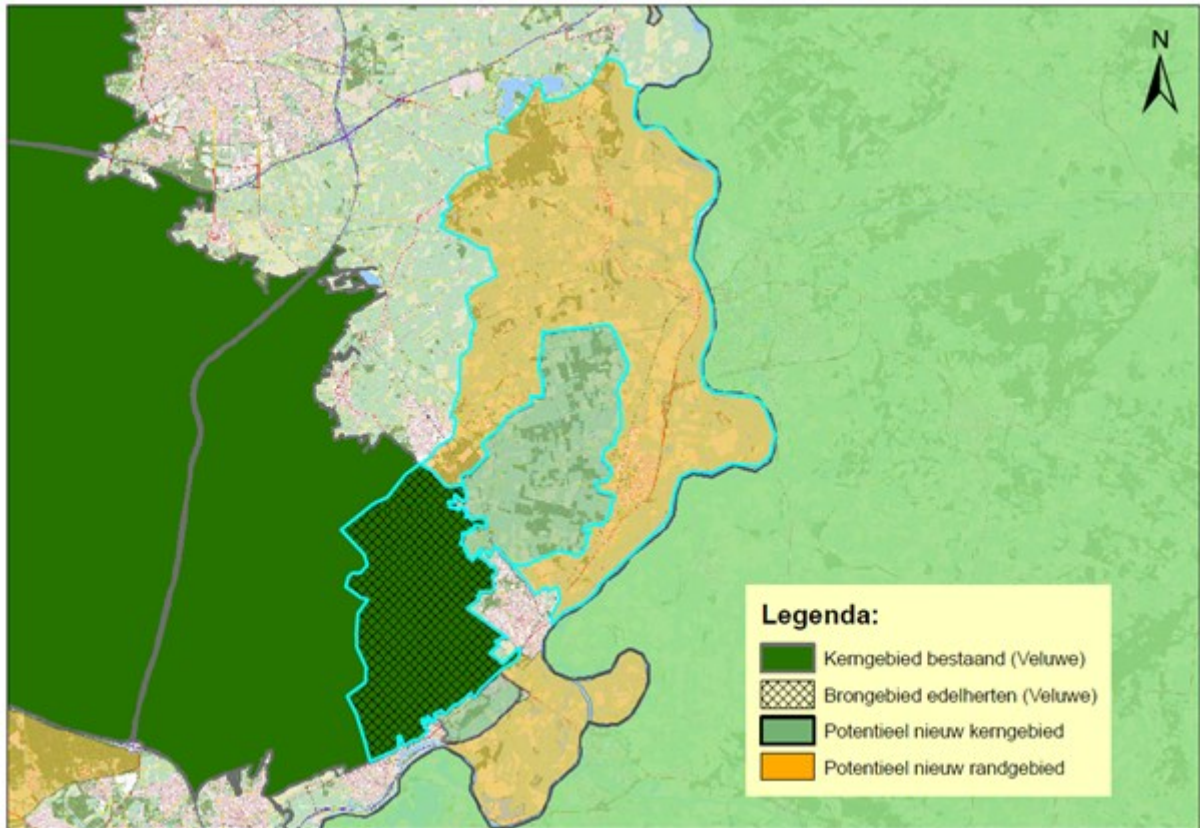 N
Legenda:
Kerngebied bestaand (Veluwe)
Brongebied edelherten (Veluwe)
Potentieel nieuw kerngebied
Potentieel nieuw randgebied